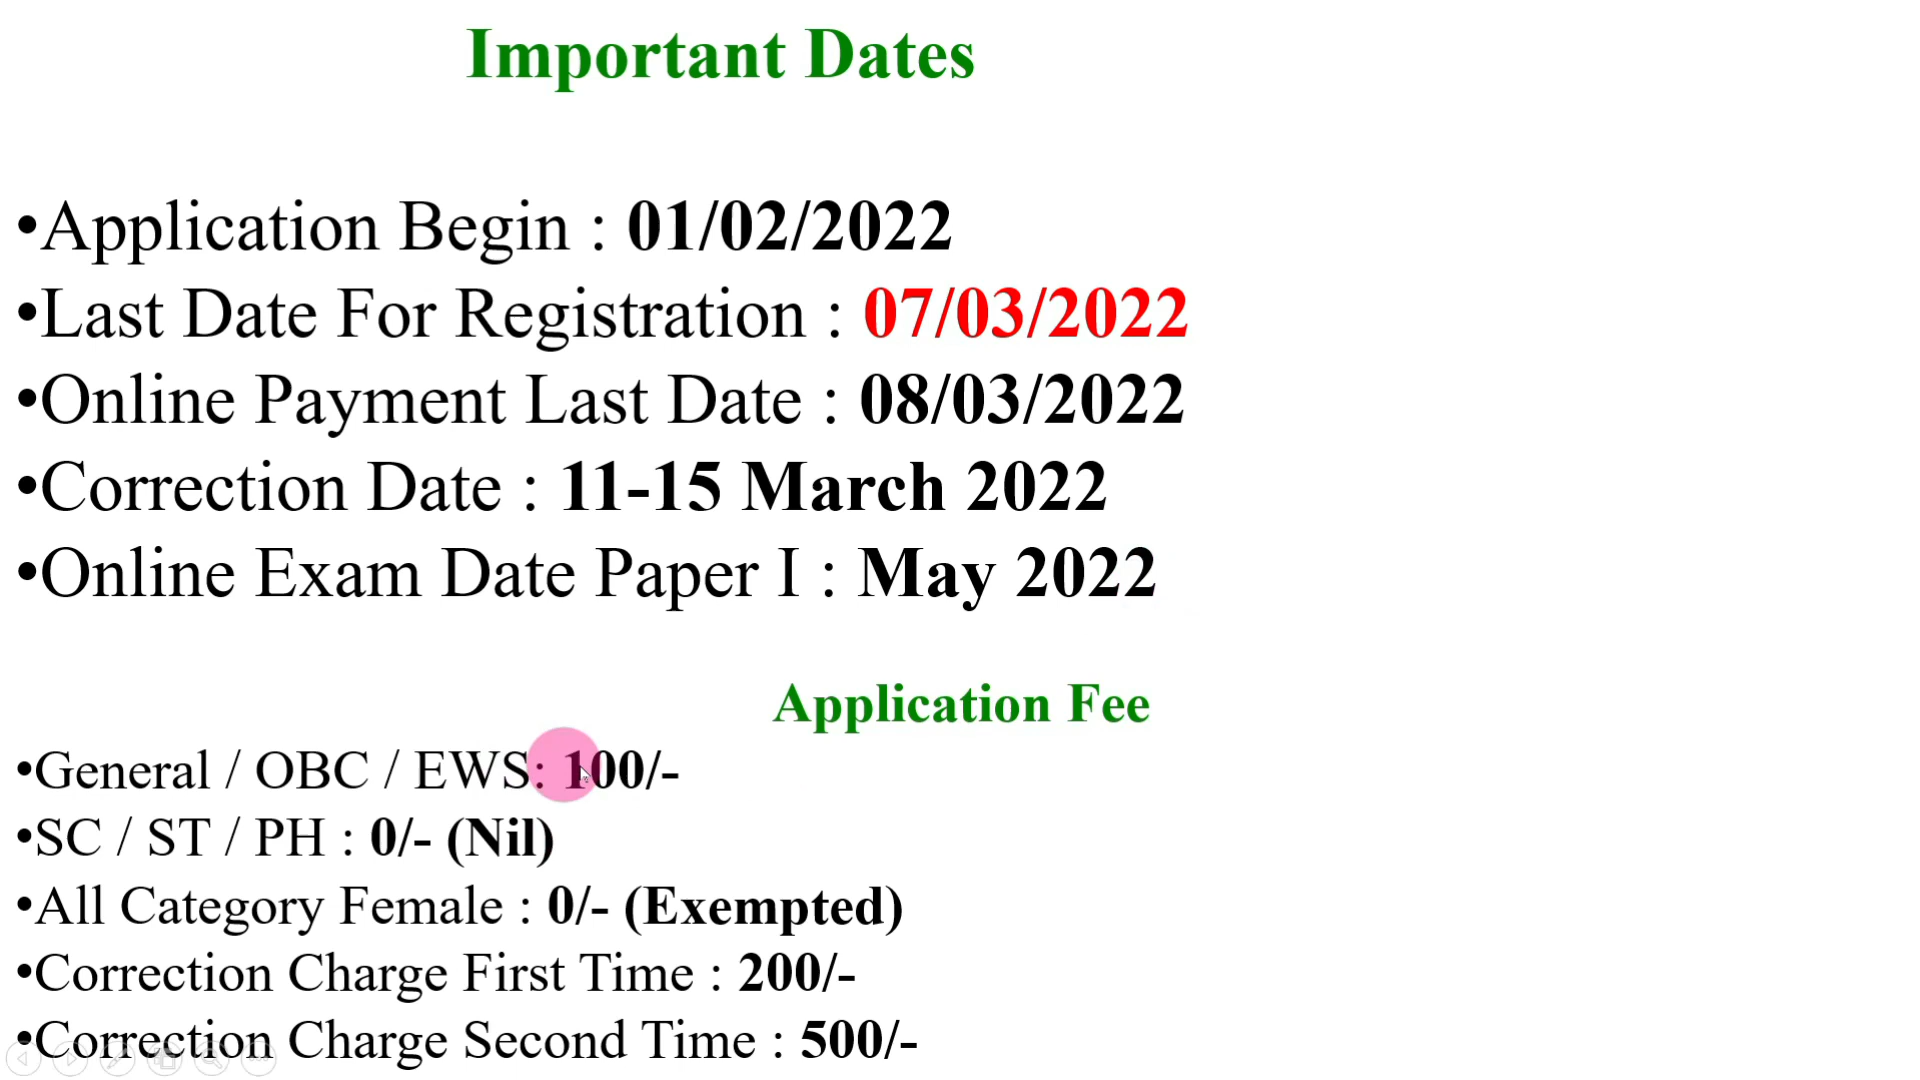 Important Dates
•Application Begin : 01/02/2022
•Last Date For Registration : 07/03/2022
•Online Payment Last Date : 08/03/2022
•Correction Date : 11-15 March 2022
•Online Exam Date Paper I : May 2022
Application Fee
•General / OBC / EWS: 100/-
•SC / ST / PH : 0/- (Nil)
•All Category Female : 0/- (Exempted)
•Correction Charge First Time : 200/-
•Correction Charge Second Time : 500/-